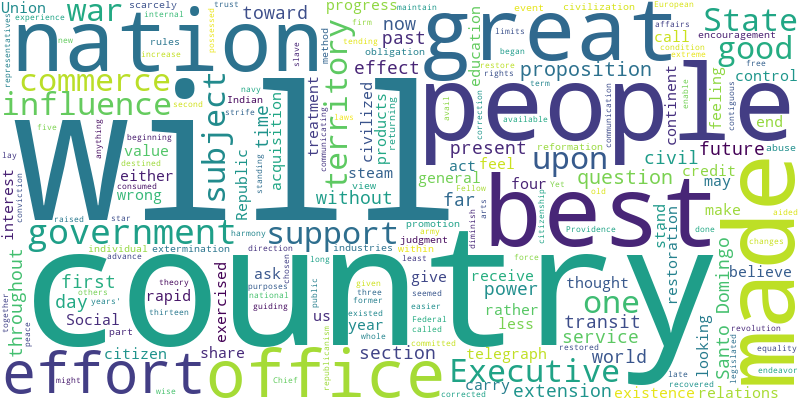 Union
experience
scarcely
internal
war
toward
progress
maintain
trust
firm
tending
event
civilization
European
affairs
encouragement
nation
great
State
good
representatives
new
increase
rules
possessed
slave
method
now
past
obligation
limits
began
call
condition
extreme
commerce
influence
effect
proposition
education
restore
rights
free
control
second
navy
Indian
strife
laws
territory
treatment
communicating
civilized
products
returning
avail
available
term
correction
communication
continent
feeling
enable
contiguous
will
people
subject
time
acquisition
steam
view
present
reformation
end
five
anything
beginning
destined
value
either
consumed
wrong
Republic
standing
without
general
act
feel
upon
civil
question
four
far
Yet
old
credit
may
future
abuse
lay
conviction
interest
raised
star
government
support
army
promotion
within
judgment
diminish
Fellow
arts
best
citizenship
Providence
make
done
stand
restoration
aided
changes
made
throughout
individual
extermination
harmony
direction
industries
least
force
advance
country
first
others
day
years'
theory
rapid
thirteen
exercised
purposes
national
guiding
chosen
ask
long
public
us
given
three
former
existed
year
whole
give
seemed
easier
Federal
called
receive
power
rather
less
thought
one
transit
service
world
believe
Santo Domingo
looking
revolution
legislated
equality
endeavor
together
peace
Social
part
citizen
share
republicanism
restored
committed
section
telegraph
effort
might
wise
office
Chief
corrected
Executive
carry
extension
existence
relations
late
recovered